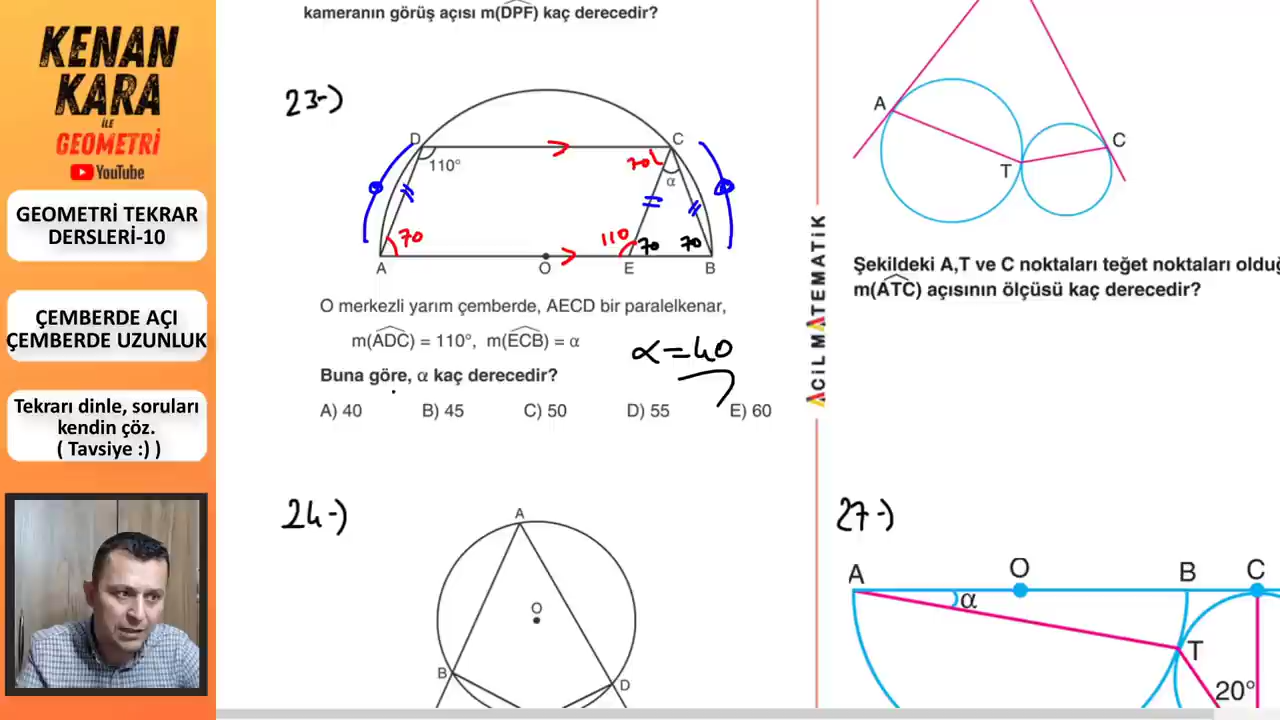 KENAN
KARA
İLE
GEOMETRİ
YouTube
GEOMETRİ TEKRAR
DERSLERİ-10
ÇEMBERDE AÇI
ÇEMBERDE UZUNLUK
Tekrarı dinle, soruları
kendin çöz.
( Tavsiye :) )
kameranın görüş açısı m(DPF) kaç derecedir?
23-)
D
C
110°
70
α
70
110
70
70
A
O
E
B
O merkezli yarım çemberde, AECD bir paralelkenar,
m(ADC) = 110°, m(ECB) = α
α=40
Buna göre, α kaç derecedir?
A) 40 B) 45 C) 50 D) 55 E) 60
24-)
A
O
B
D
ACİL MATEMATİK
A
T
C
Şekildeki A,T ve C noktaları teğet noktaları
m(ATC) açısının ölçüsü kaç derecedir?
27-)
A
O
B
C
α
T
20°